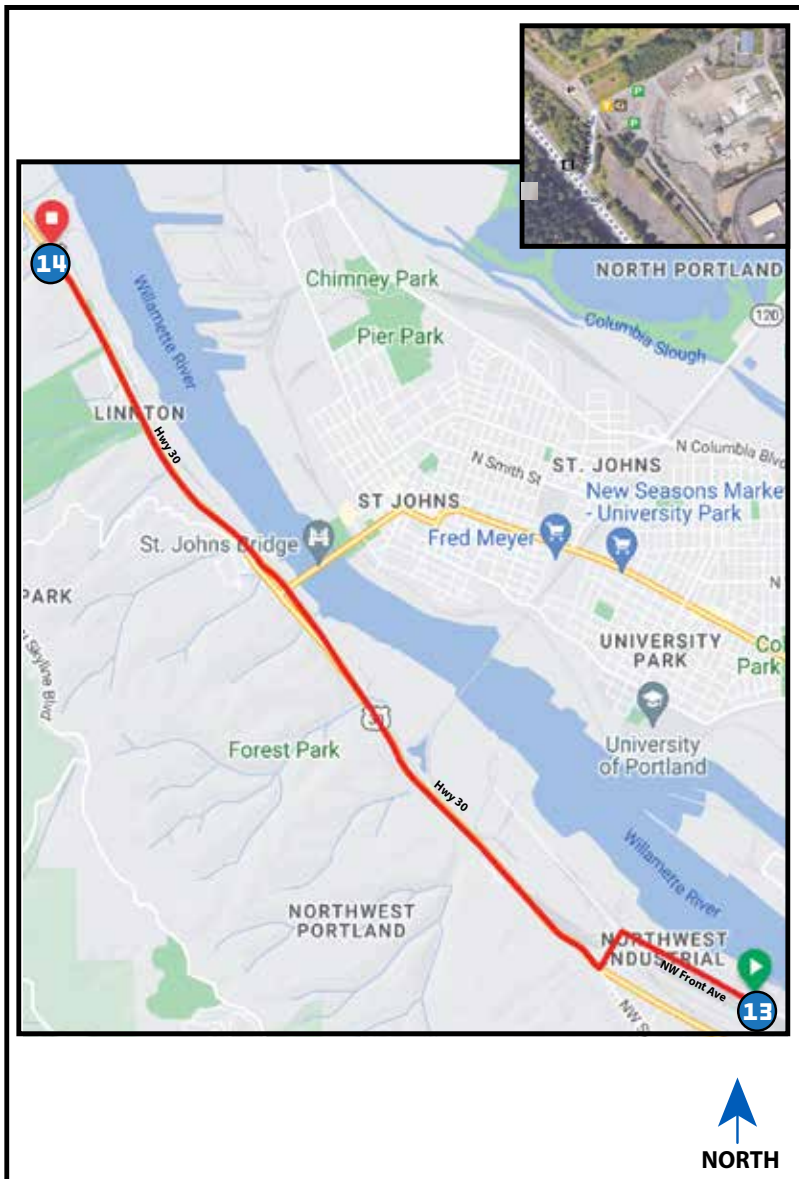 P
P
P
NORTH PORTLAND
120
14
Chimney Park
Pier Park
Willamette River
Columbia Slough
LINNTON
Hwy 30
N Columbia Blvd
N Smith St
ST. JOHNS
ST JOHNS
New Seasons Market
- University Park
Fred Meyer
St. Johns Bridge
PARK
N
UNIVERSITY
PARK
Co
Park
Skyline Blvd
University
of Portland
Forest Park
Hwy 30
Willamette River
NORTHWEST
PORTLAND
NORTHWEST
INDUSTRIAL
NW Front Ave
NW S
13
NORTH